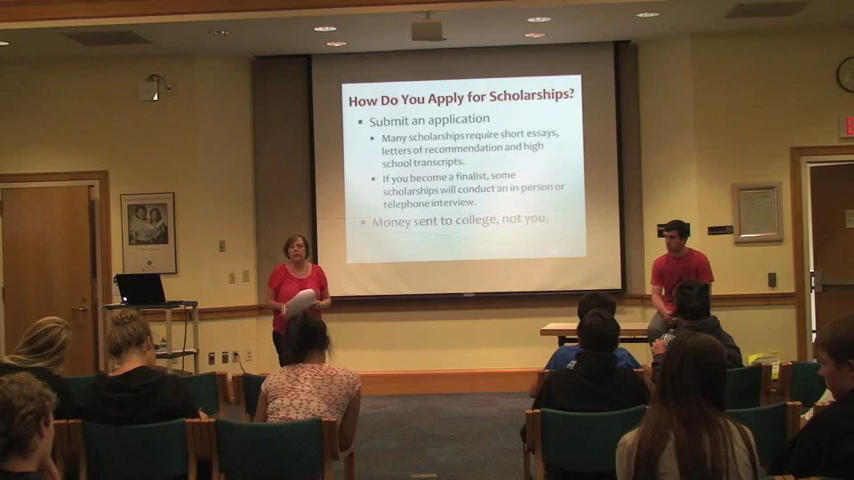 How Do You Apply for Scholarships?
Submit an application
Many scholarships require short essays,
letters of recommendation and high
school transcripts.
If you become a finalist, some
scholarships will conduct an in-person or
telephone interview.
Money sent to college, not you.